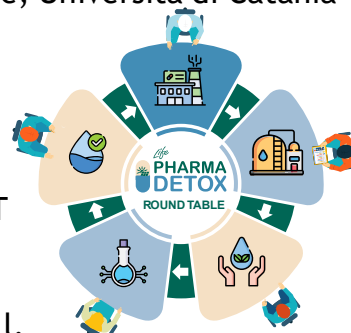 e, Università di Catania
Life
PHARMA
DETOX
ROUND TABLE
T
l.